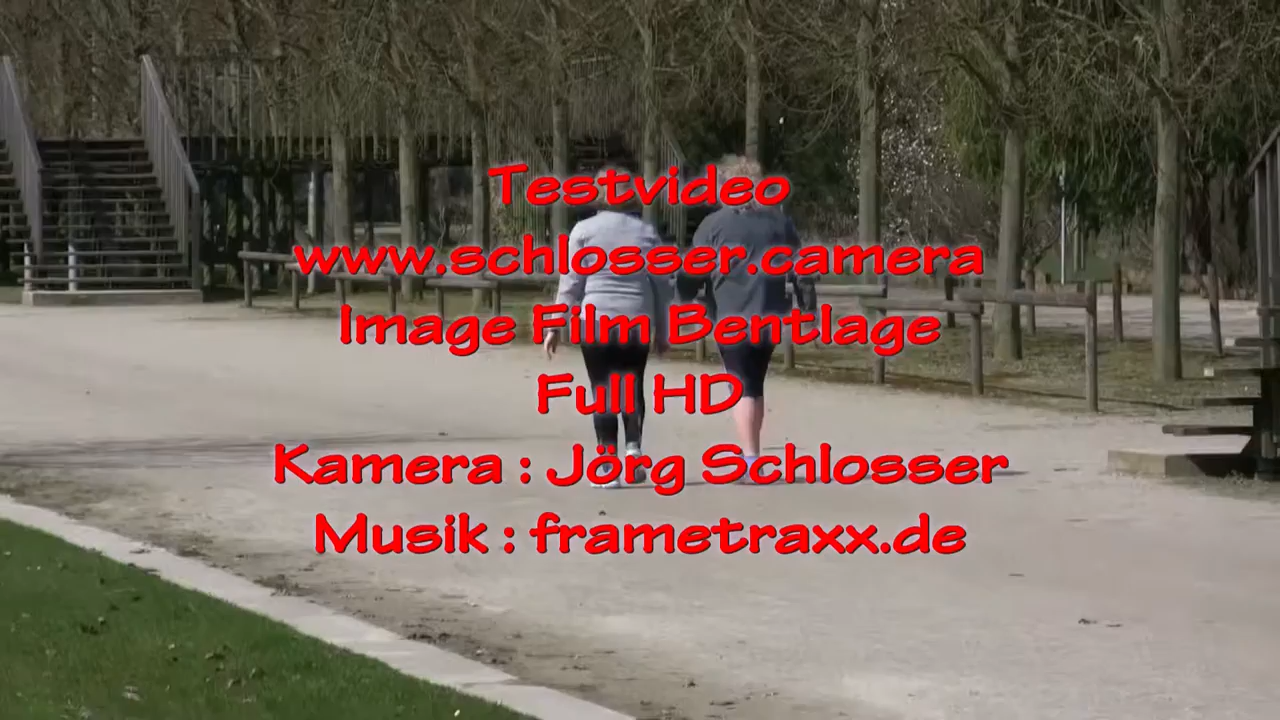 Testvideo
www.schlosser.camera
Image Film Bentlage
Full HD
Kamera : Jörg Schlosser
Musik : frametraxx.de